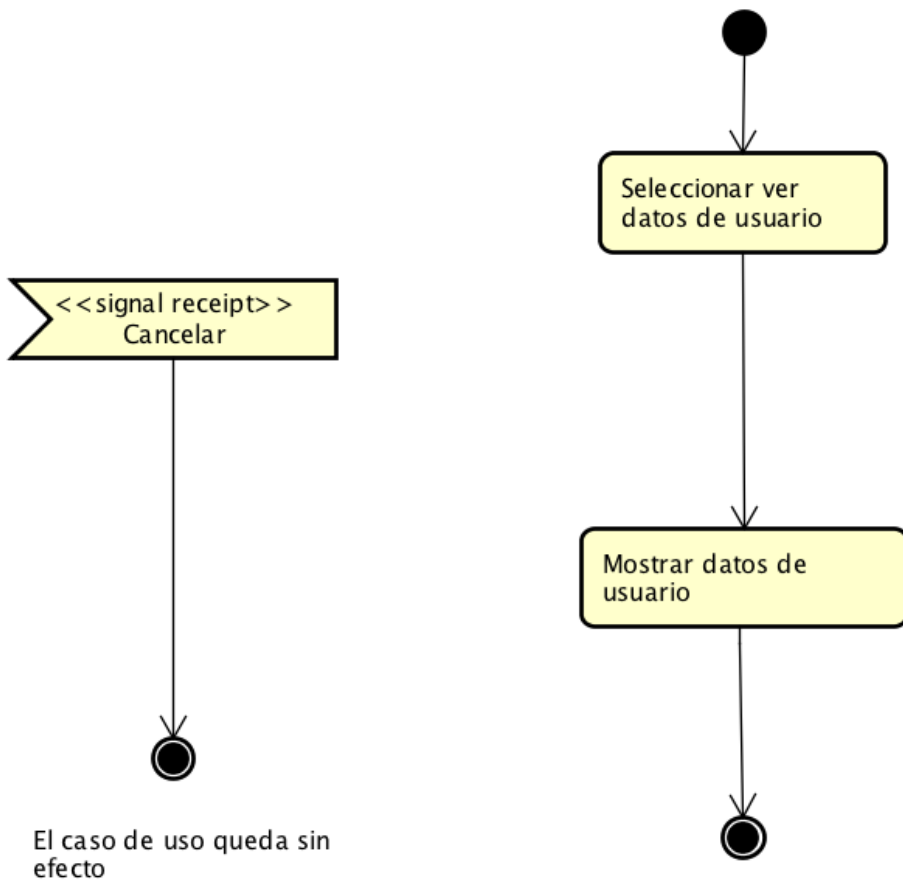 Seleccionar ver
datos de usuario
<<signal receipt>>
Cancelar
Mostrar datos de
usuario
El caso de uso queda sin
efecto